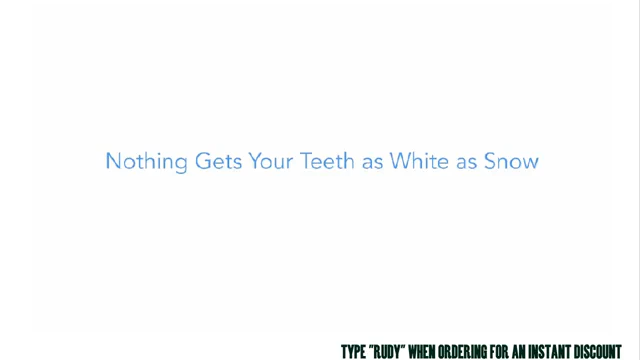 Nothing Gets Your Teeth as White as Snow
TYPE "RUDY" WHEN ORDERING FOR AN INSTANT DISCOUNT